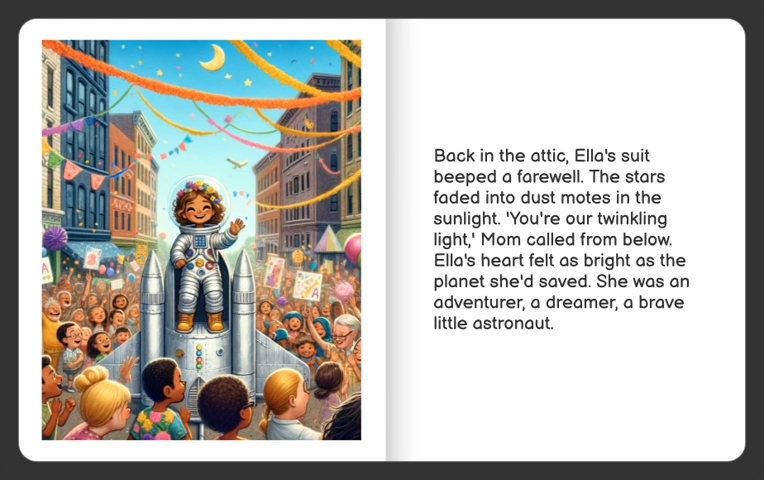 Back in the attic, Ella's suit
beeped a farewell. The stars
faded into dust motes in the
sunlight. 'You're our twinkling
light,' Mom called from below.
Ella's heart felt as bright as the
planet she'd saved. She was an
adventurer, a dreamer, a brave
little astronaut.